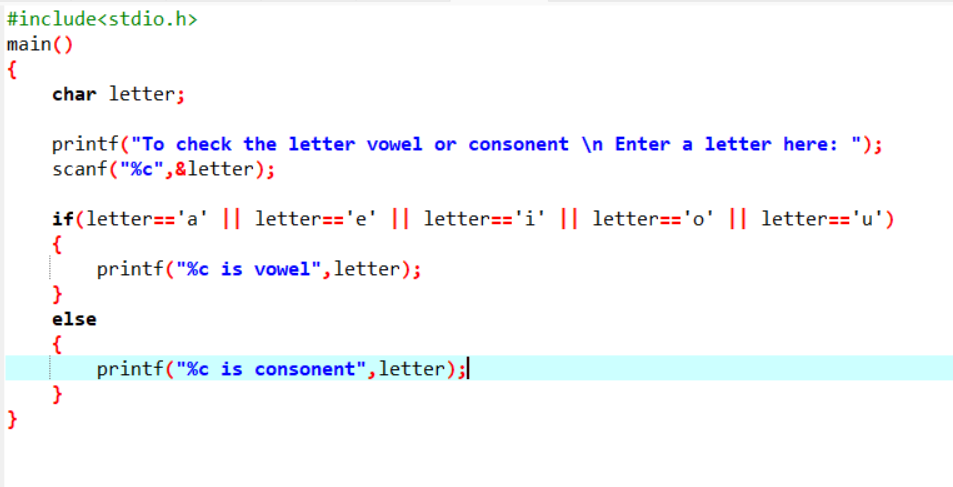 #include<stdio.h>
main()
{
char letter;
printf("To check the letter vowel or consonent \n Enter a letter here: ");
scanf("%c",&letter);
if(letter=='a' || letter=='e' || letter=='i' || letter=='o' || letter=='u')
{
printf("%c is vowel",letter);
}
else
{
printf("%c is consonent",letter);
}
}